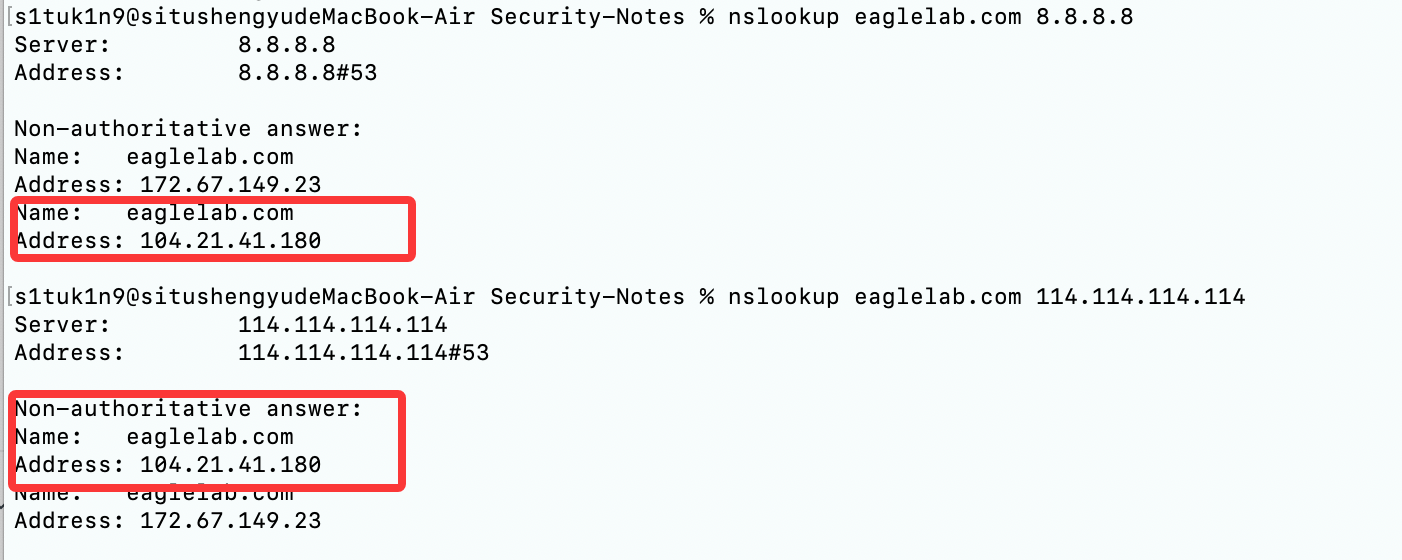 [s1tuk1n9@situshengyudeMacBook-Air Security-Notes % nslookup eaglelab.com 8.8.8.8
Server:		8.8.8.8
Address:	8.8.8.8#53
Non-authoritative answer:
Name:	eaglelab.com
Address: 172.67.149.23
Name:	eaglelab.com
Address: 104.21.41.180
[s1tuk1n9@situshengyudeMacBook-Air Security-Notes % nslookup eaglelab.com 114.114.114.114
Server:		114.114.114.114
Address:	114.114.114.114#53
Non-authoritative answer:
Name:	eaglelab.com
Address: 104.21.41.180
Name:	eaglelab.com
Address: 172.67.149.23